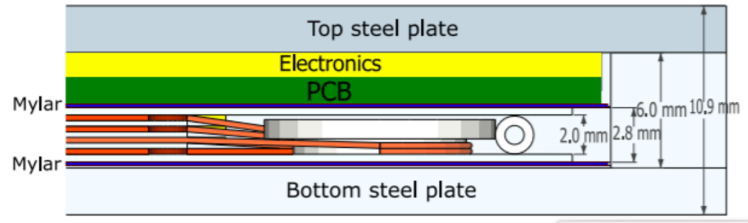 Top steel plate
Electronics
PCB
Mylar
6.0 mm 10.9 mm
2.0 mm 2.8 mm
Mylar
Bottom steel plate